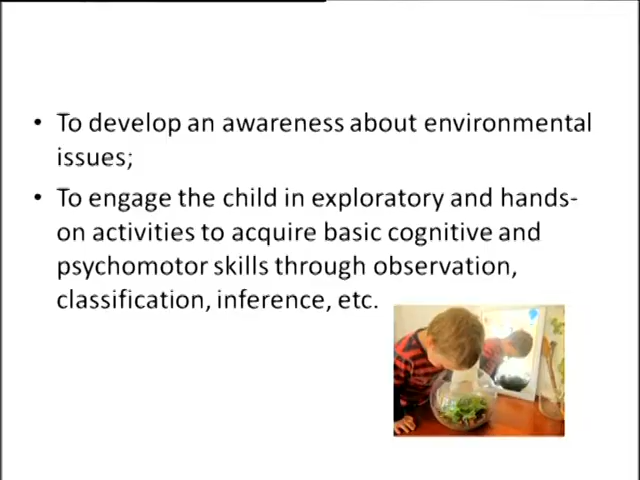 • To develop an awareness about environmental
issues;
• To engage the child in exploratory and hands-
on activities to acquire basic cognitive and
psychomotor skills through observation,
classification, inference, etc.